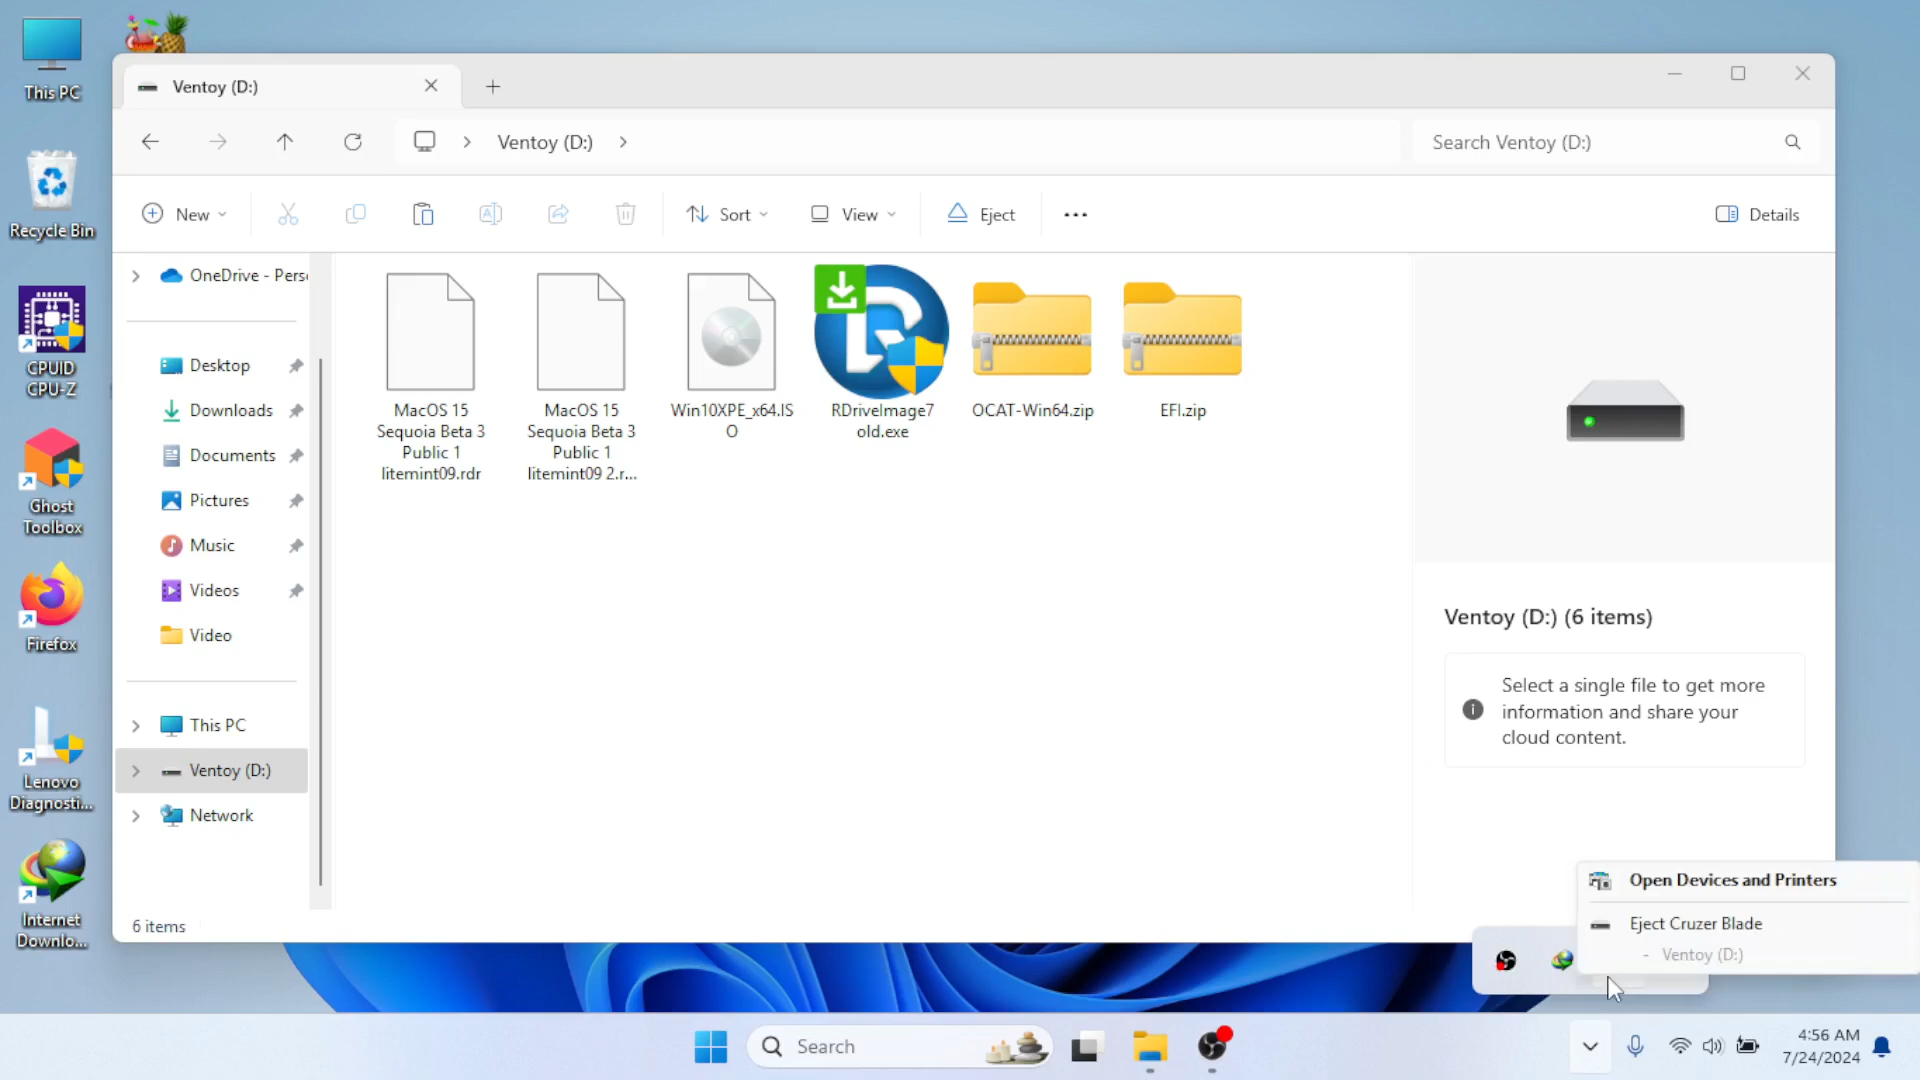 This PC
Recycle Bin
CPUID
CPU-Z
Ghost
Toolbox
Firefox
Lenovo
Diagnosti...
Internet
Downlo...
Ventoy (D:)
Ventoy (D:)
Search Ventoy (D:)
New
Sort
View
Eject
Details
OneDrive - Pers
Desktop
Downloads
Documents
Pictures
Music
Videos
Video
This PC
Ventoy (D:)
Network
MacOS 15
Sequoia Beta 3
Public 1
litemint09.rdr
MacOS 15
Sequoia Beta 3
Public 1
litemint09 2.r...
Win10XPE_x64.IS
O
RDriveImage7
old.exe
OCAT-Win64.zip
EFI.zip
Ventoy (D:) (6 items)
Select a single file to get more
information and share your
cloud content.
6 items
Open Devices and Printers
Eject Cruzer Blade
- Ventoy (D:)
Search
4:56 AM
7/24/2024